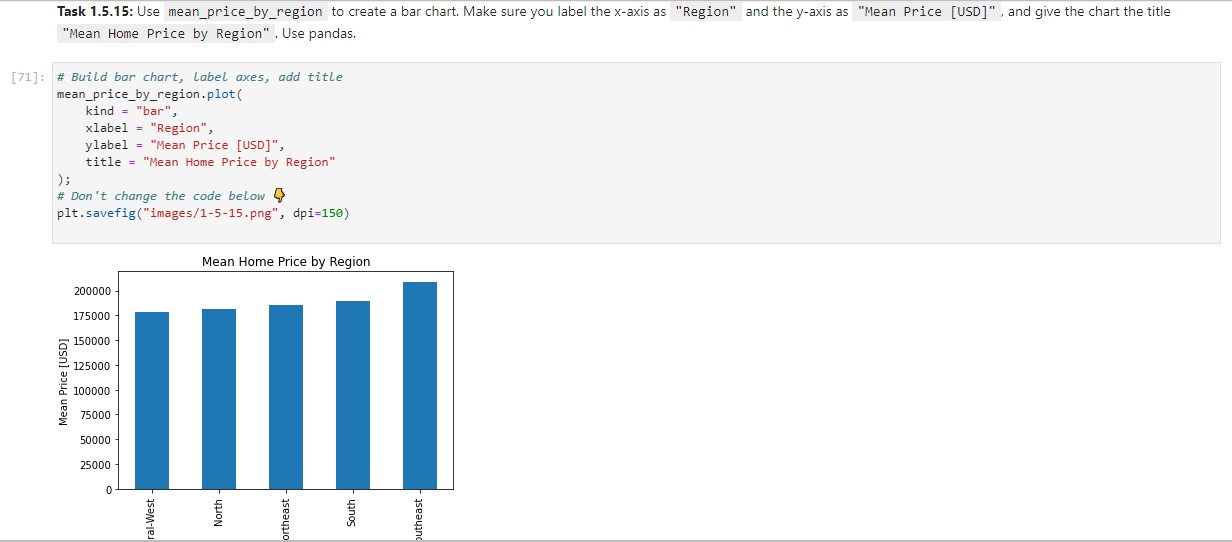 Task 1.5.15: Use mean_price_by_region to create a bar chart. Make sure you label the x-axis as "Region" and the y-axis as "Mean Price [USD]", and give the chart the title
"Mean Home Price by Region". Use pandas.
[71]: # Build bar chart, label axes, add title
mean_price_by_region.plot(
    kind = "bar",
    xlabel = "Region",
    ylabel = "Mean Price [USD]",
    title = "Mean Home Price by Region"
);
# Don't change the code below 👇
plt.savefig("images/1-5-15.png", dpi=150)
Mean Home Price by Region
Mean Price [USD]
200000
175000
150000
125000
100000
75000
50000
25000
0
ral-West
North
ortheast
South
outheast